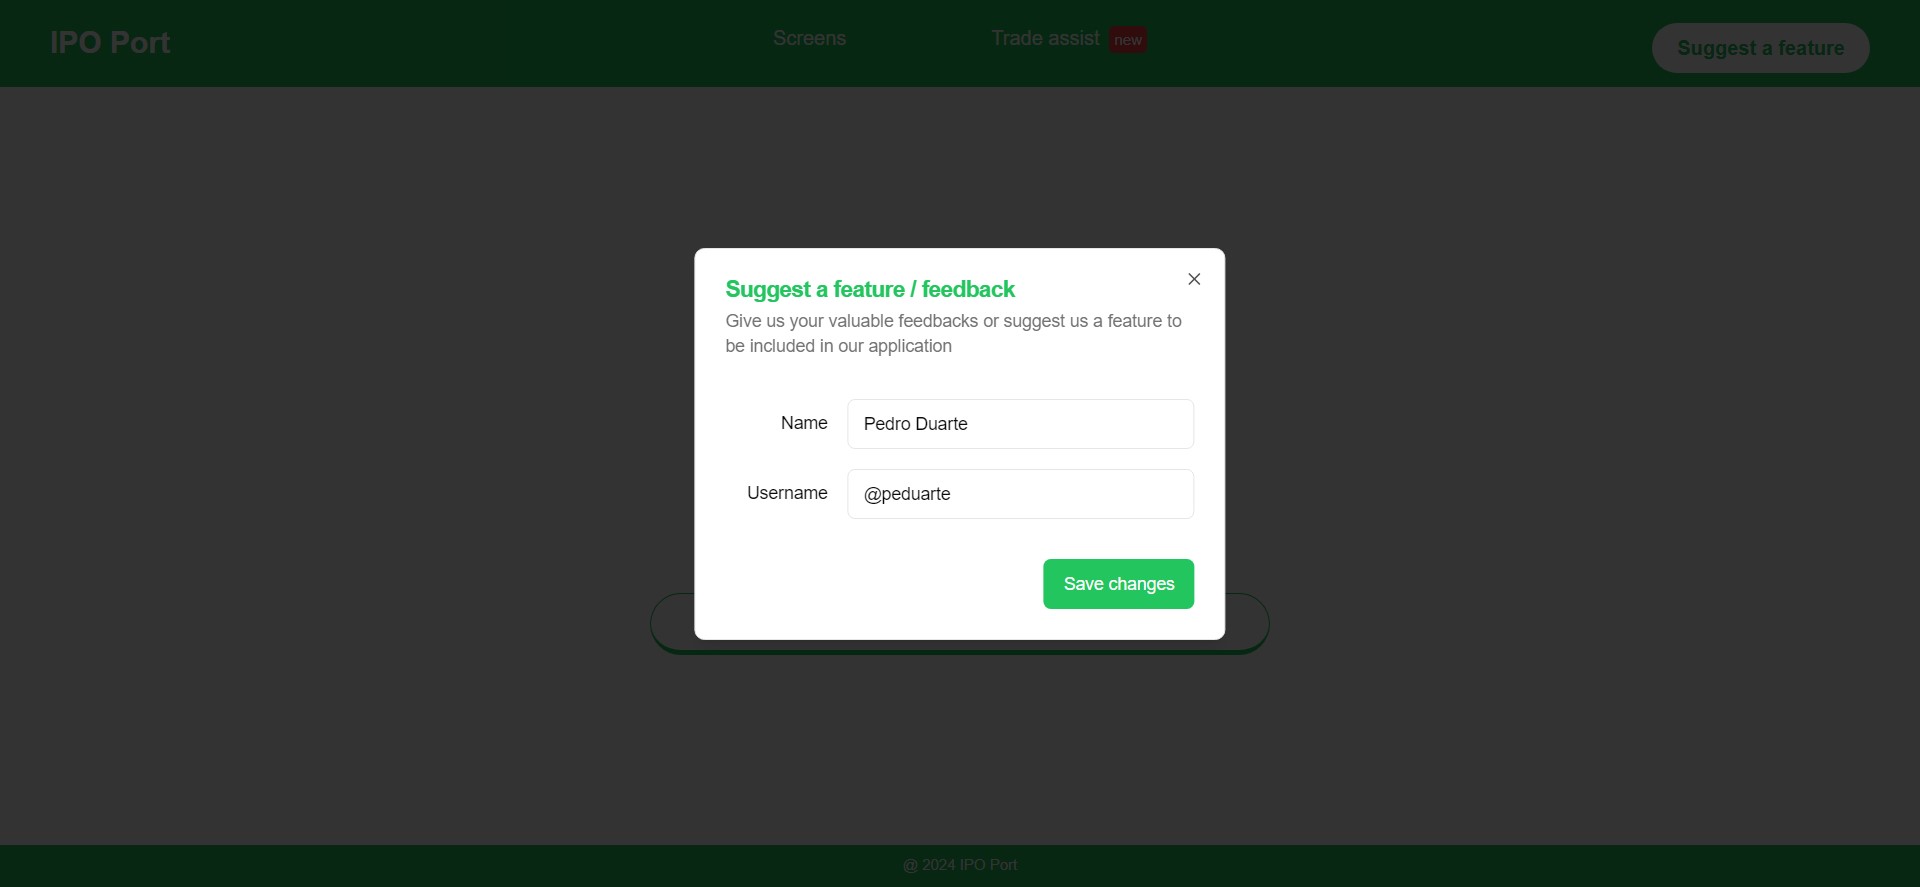 IPO Port
Screens
Trade assist new
Suggest a feature
Suggest a feature / feedback
Give us your valuable feedbacks or suggest us a feature to
be included in our application
Name
Pedro Duarte
Username
@peduarte
Save changes
@ 2024 IPO Port